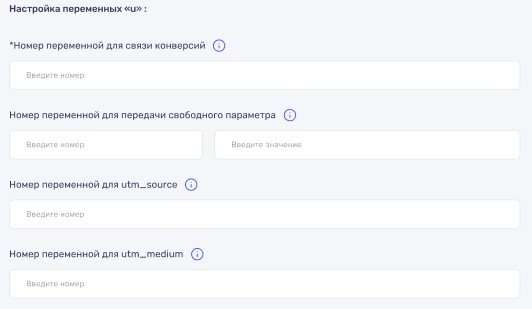 Настройка переменных «u» :
*Номер переменной для связи конверсий
Введите номер
Номер переменной для передачи свободного параметра
Введите номер
Введите значение
Номер переменной для utm_source
Введите номер
Номер переменной для utm_medium
Введите номер